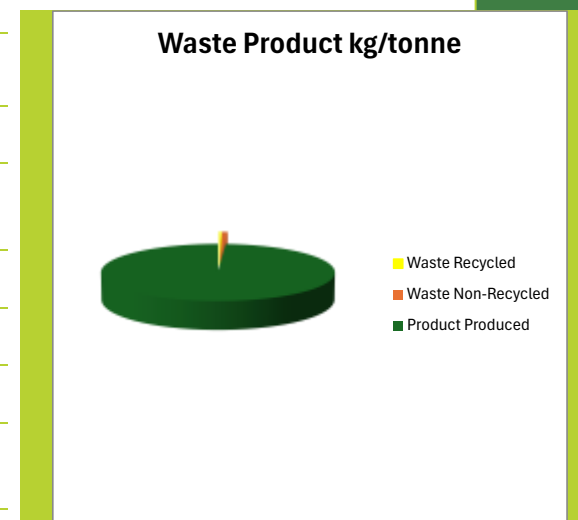 Waste Product kg/tonne
Waste Recycled
Waste Non-Recycled
Product Produced